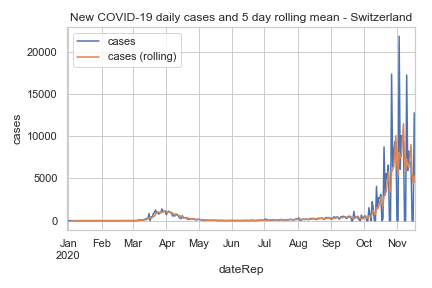 New COVID-19 daily cases and 5 day rolling mean - Switzerland
cases
cases (rolling)
20000
15000
10000
5000
0
cases
Jan Feb Mar Apr May Jun Jul Aug Sep Oct Nov
2020
dateRep